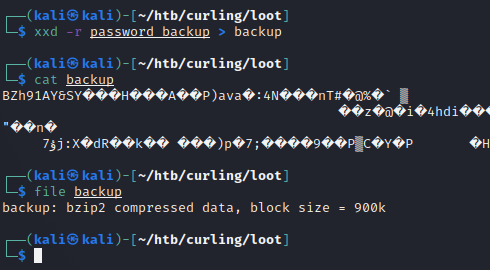 ┌──(kali㉿kali)-[~/htb/curling/loot]
└─$ xxd -r password_backup > backup
┌──(kali㉿kali)-[~/htb/curling/loot]
└─$ cat backup
BZh91AY&SY���H���A��P)ava�:4N���nT#�@%�` ▒
��z�@�i�4hdi���
"��n�
j:X�dR��k�� ���)p�7;����9��P▒C�Y�P �H
┌──(kali㉿kali)-[~/htb/curling/loot]
└─$ file backup
backup: bzip2 compressed data, block size = 900k
┌──(kali㉿kali)-[~/htb/curling/loot]
└─$